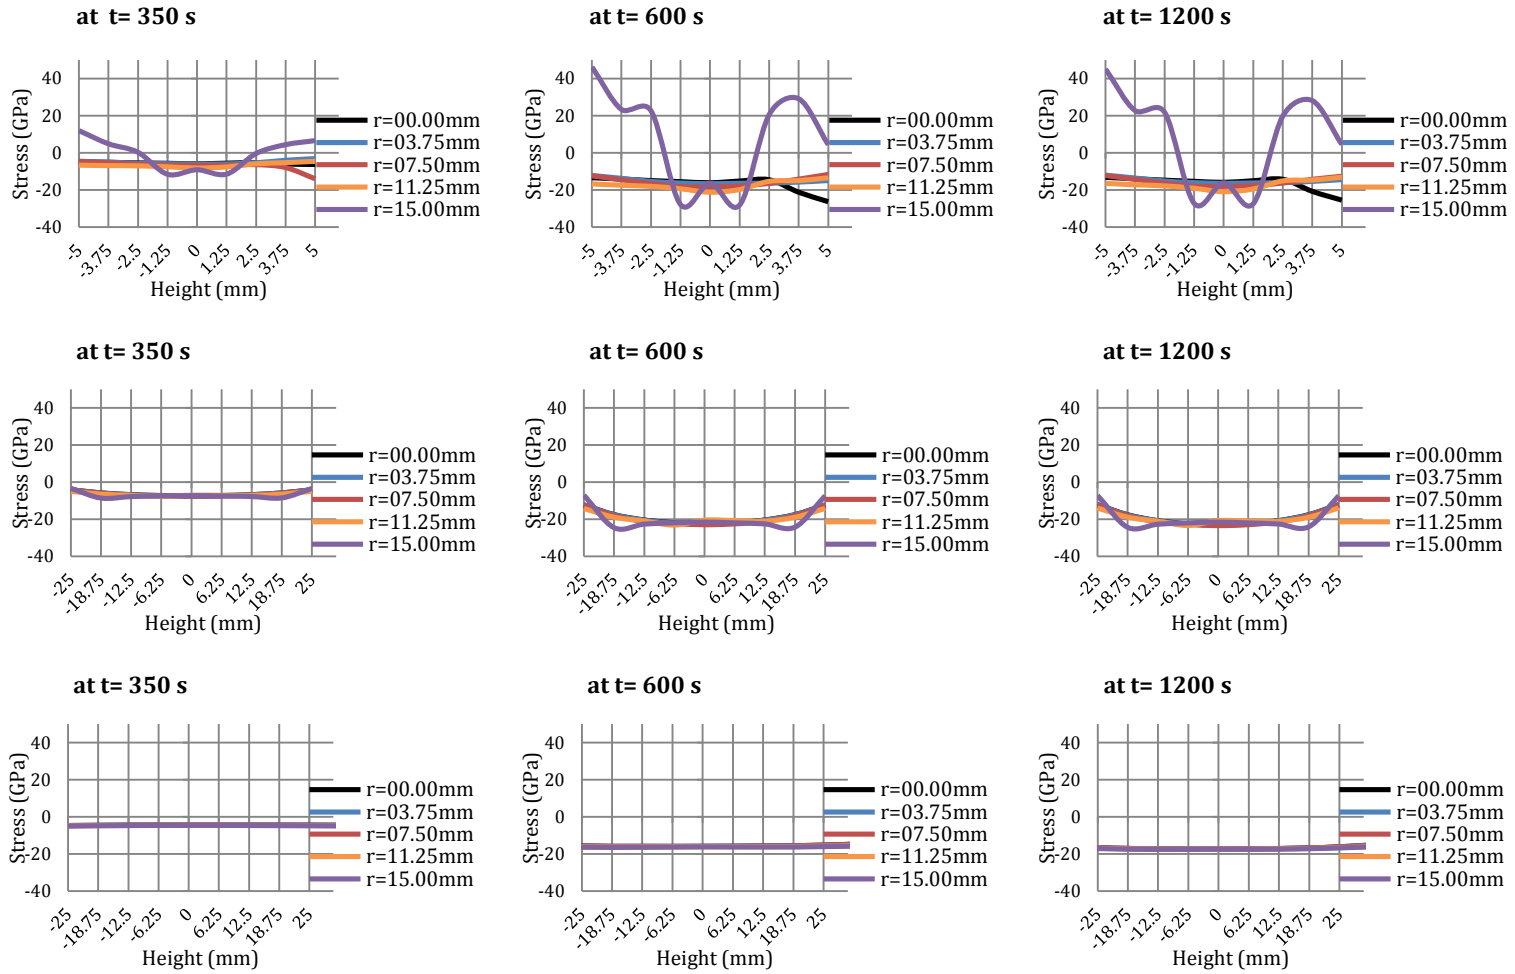 at t= 350 s
at t= 600 s
at t= 1200 s
Stress (GPa)
40
20
0
-20
-40
-5
-3.75
-2.5
-1.25
0
1.25
2.5
3.75
5
Height (mm)
r=00.00mm
r=03.75mm
r=07.50mm
r=11.25mm
r=15.00mm
Stress (GPa)
40
20
0
-20
-40
-5
-3.75
-2.5
-1.25
0
1.25
2.5
3.75
5
Height (mm)
r=00.00mm
r=03.75mm
r=07.50mm
r=11.25mm
r=15.00mm
Stress (GPa)
40
20
0
-20
-40
-5
-3.75
-2.5
-1.25
0
1.25
2.5
3.75
5
Height (mm)
r=00.00mm
r=03.75mm
r=07.50mm
r=11.25mm
r=15.00mm
at t= 350 s
at t= 600 s
at t= 1200 s
Stress (GPa)
40
20
0
-20
-40
-25
-18.75
-12.5
-6.25
0
6.25
12.5
18.75
25
Height (mm)
r=00.00mm
r=03.75mm
r=07.50mm
r=11.25mm
r=15.00mm
Stress (GPa)
40
20
0
-20
-40
-25
-18.75
-12.5
-6.25
0
6.25
12.5
18.75
25
Height (mm)
r=00.00mm
r=03.75mm
r=07.50mm
r=11.25mm
r=15.00mm
Stress (GPa)
40
20
0
-20
-40
-25
-18.75
-12.5
-6.25
0
6.25
12.5
18.75
25
Height (mm)
r=00.00mm
r=03.75mm
r=07.50mm
r=11.25mm
r=15.00mm
at t= 350 s
at t= 600 s
at t= 1200 s
Stress (GPa)
40
20
0
-20
-40
-25
-18.75
-12.5
-6.25
0
6.25
12.5
18.75
25
Height (mm)
r=00.00mm
r=03.75mm
r=07.50mm
r=11.25mm
r=15.00mm
Stress (GPa)
40
20
0
-20
-40
-25
-18.75
-12.5
-6.25
0
6.25
12.5
18.75
25
Height (mm)
r=00.00mm
r=03.75mm
r=07.50mm
r=11.25mm
r=15.00mm
Stress (GPa)
40
20
0
-20
-40
-25
-18.75
-12.5
-6.25
0
6.25
12.5
18.75
25
Height (mm)
r=00.00mm
r=03.75mm
r=07.50mm
r=11.25mm
r=15.00mm